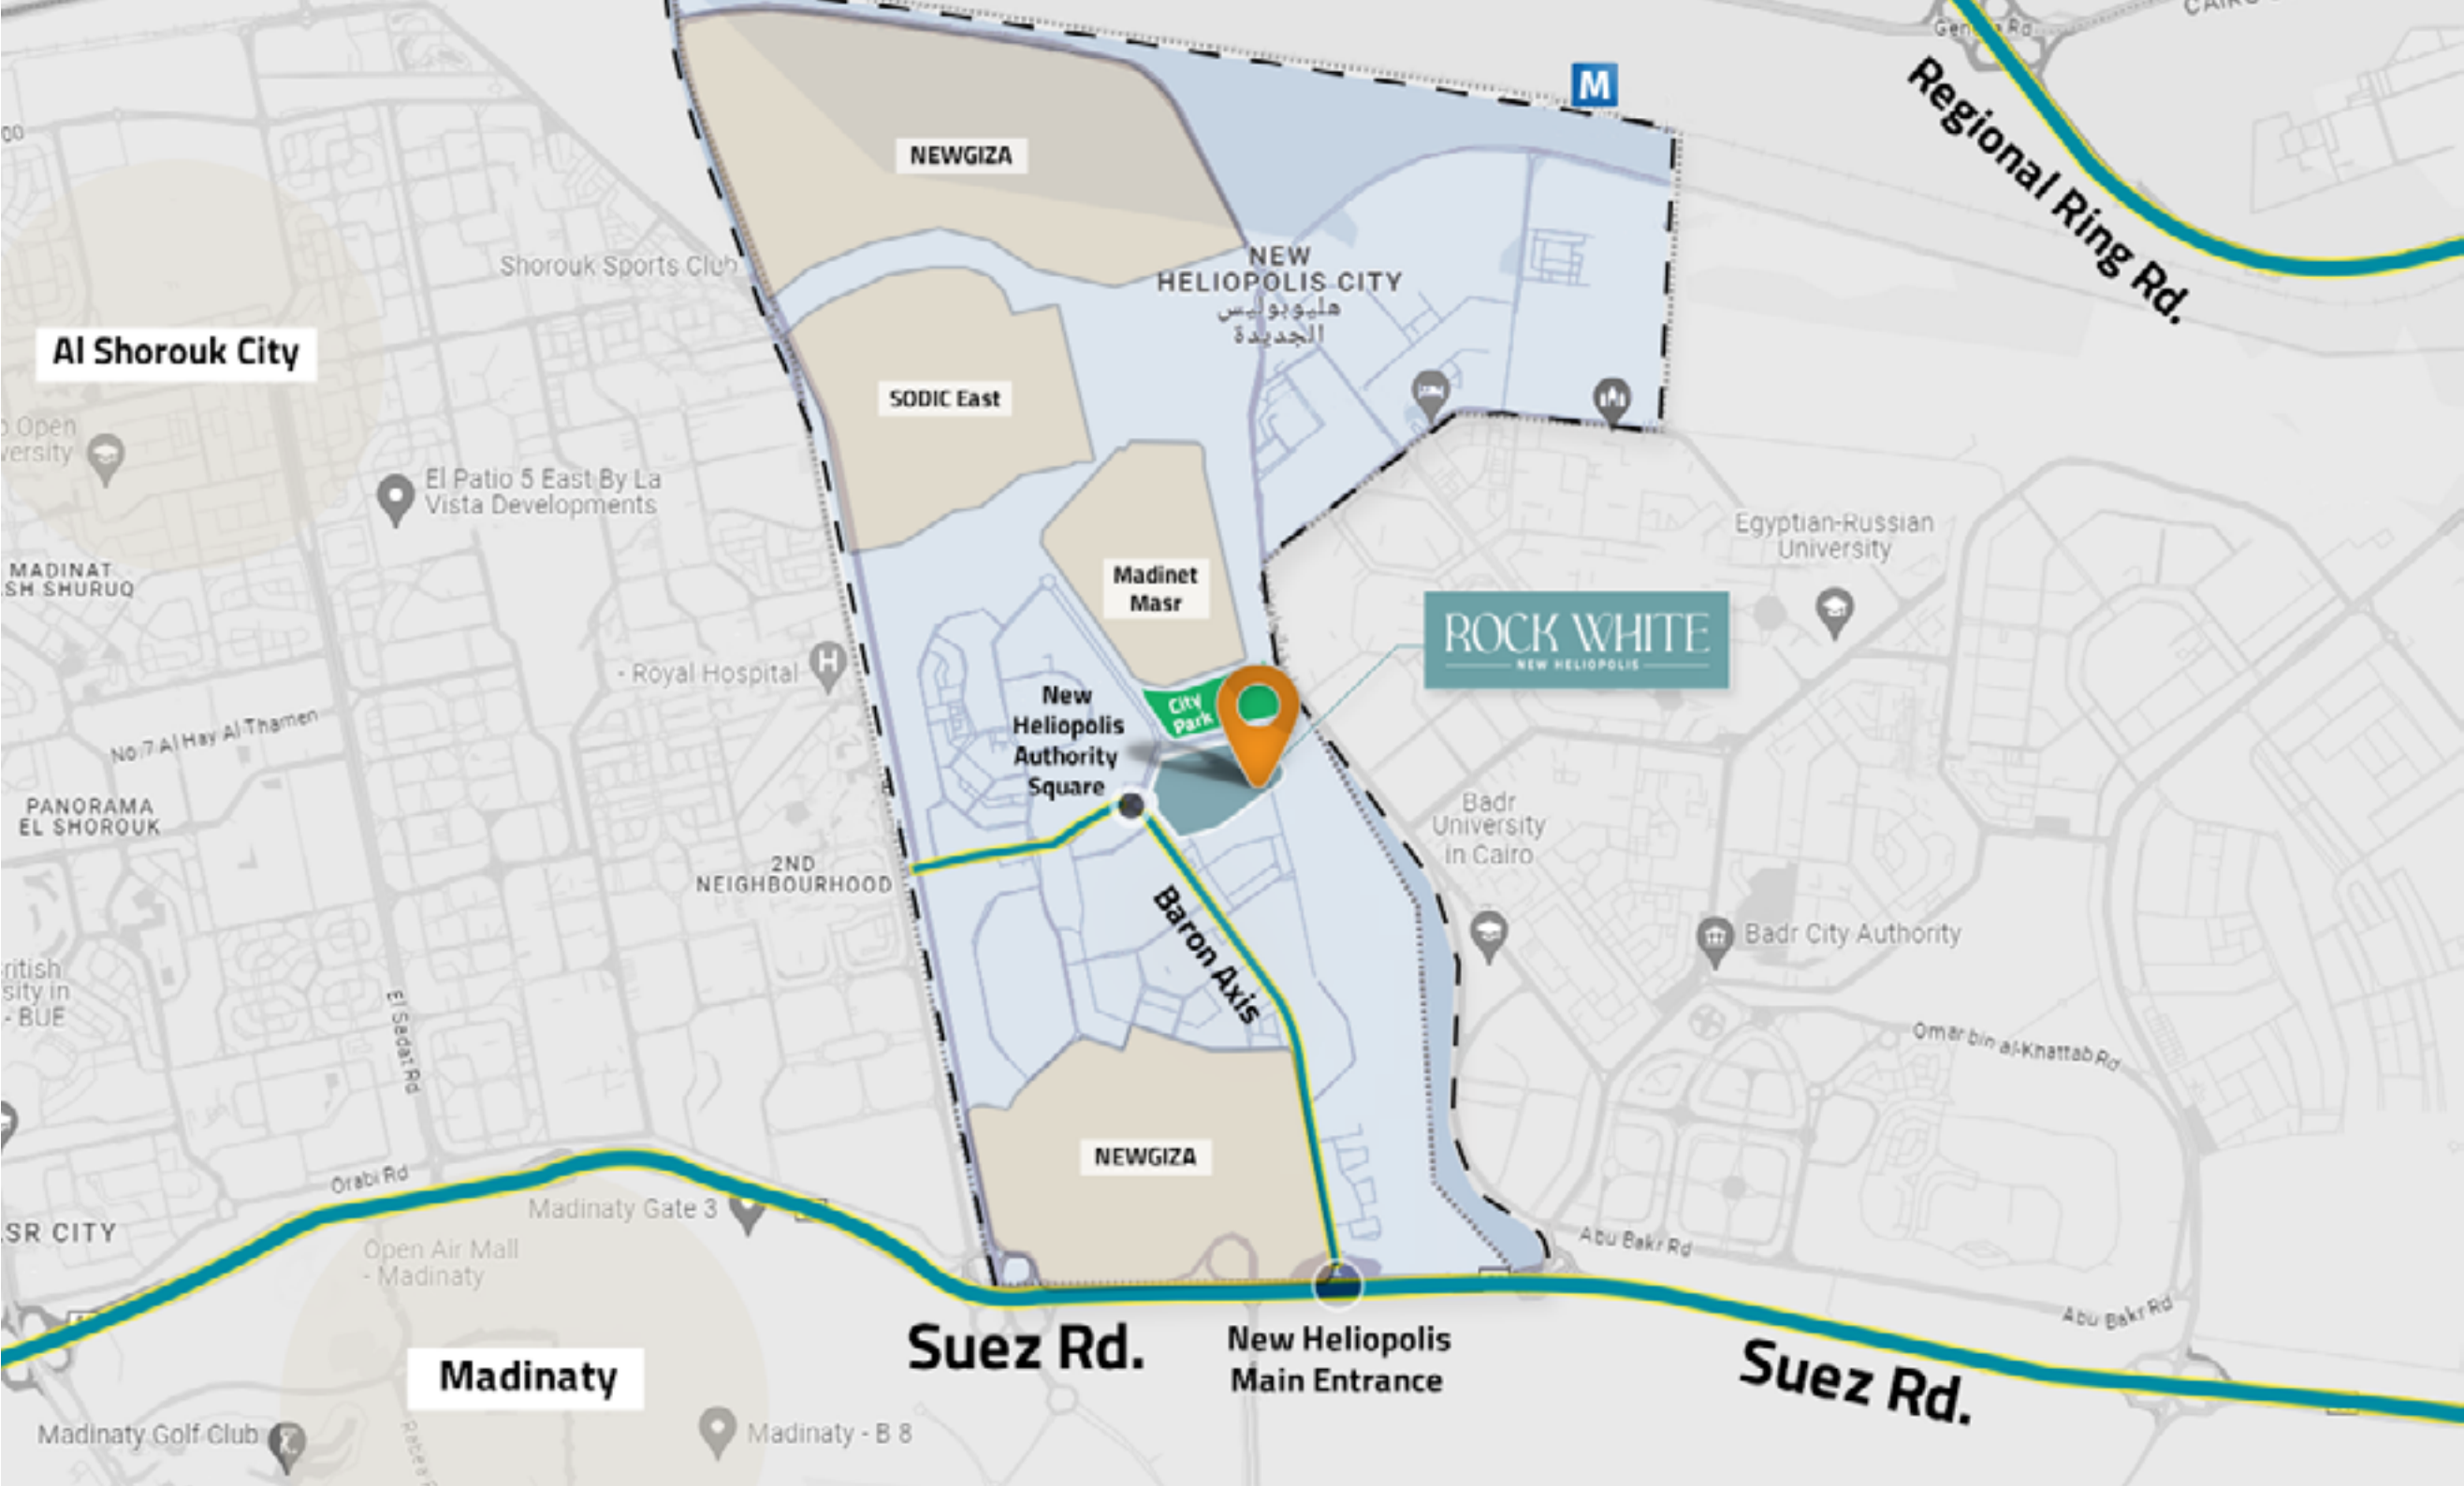 Regional Ring Rd.
M
NEWGIZA
NEW
HELIOPOLIS CITY
هليوبوليس
الجديدة
Shorouk Sports Club
Al Shorouk City
SODIC East
El Patio 5 East By La
Vista Developments
Egyptian-Russian
University
MADINAT
Madinet
Masr
ROCK WHITE
NEW HELIOPOLIS
- Royal Hospital
City
Park
New
Heliopolis
Authority
Square
No:7 Al Hay Al Thamen
PANORAMA
EL SHOROUK
Badr
University
in Cairo
2ND
NEIGHBOURHOOD
Baron Axis
Badr City Authority
- BUE
El Sadat Rd
Omar bin al-Khattab Rd
NEWGIZA
Orabi Rd
Madinaty Gate 3
Open Air Mall
- Madinaty
Abu Bakr Rd
Abu Bakr Rd
Suez Rd.
New Heliopolis
Main Entrance
Suez Rd.
Madinaty
Madinaty Golf Club
Madinaty - B 8